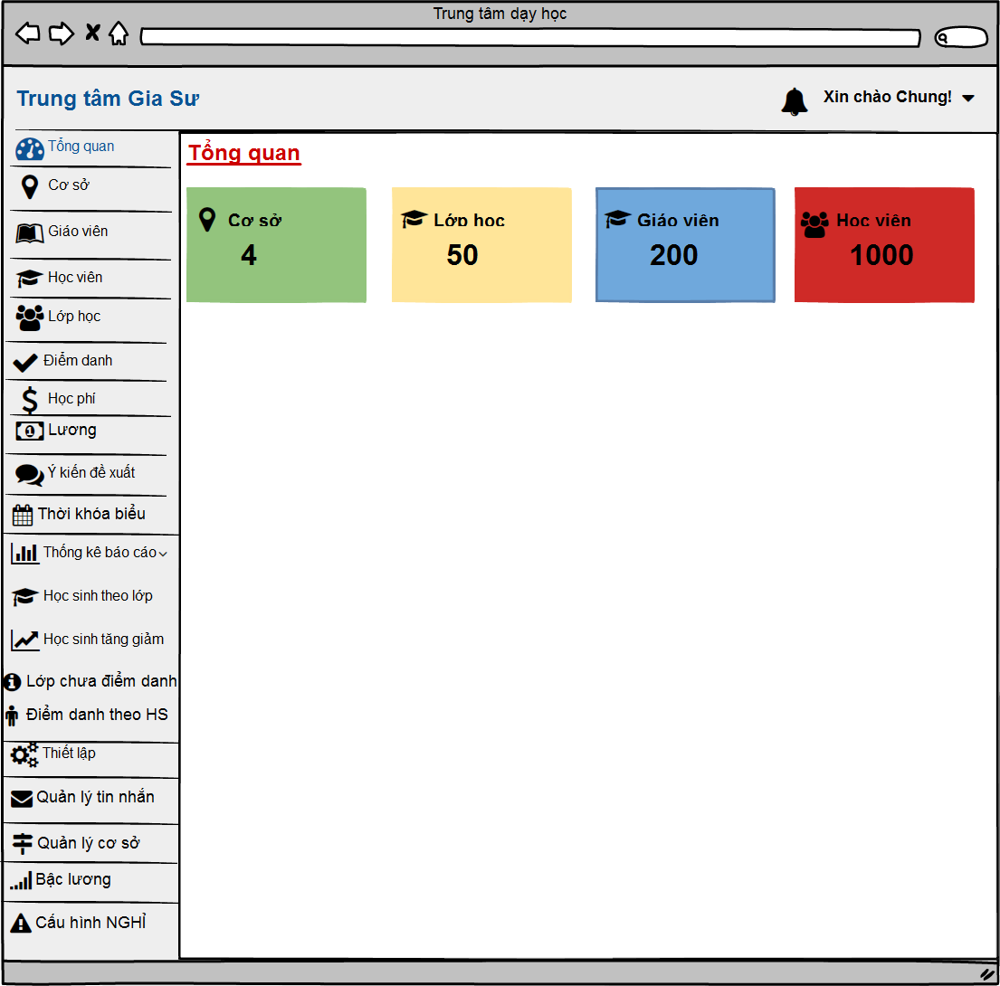 Trung tâm dạy học
Trung tâm Gia Sư
Xin chào Chung!
Tổng quan
Cơ sở
Giáo viên
Học viên
Lớp học
Điểm danh
Học phí
Lương
Ý kiến đề xuất
Thời khóa biểu
Thống kê báo cáo
Học sinh theo lớp
Học sinh tăng giảm
Lớp chưa điểm danh
Điểm danh theo HS
Thiết lập
Quản lý tin nhắn
Quản lý cơ sở
Bậc lương
Cấu hình NGHỈ
Tổng quan
Cơ sở
4
Lớp học
50
Giáo viên
200
Học viên
1000